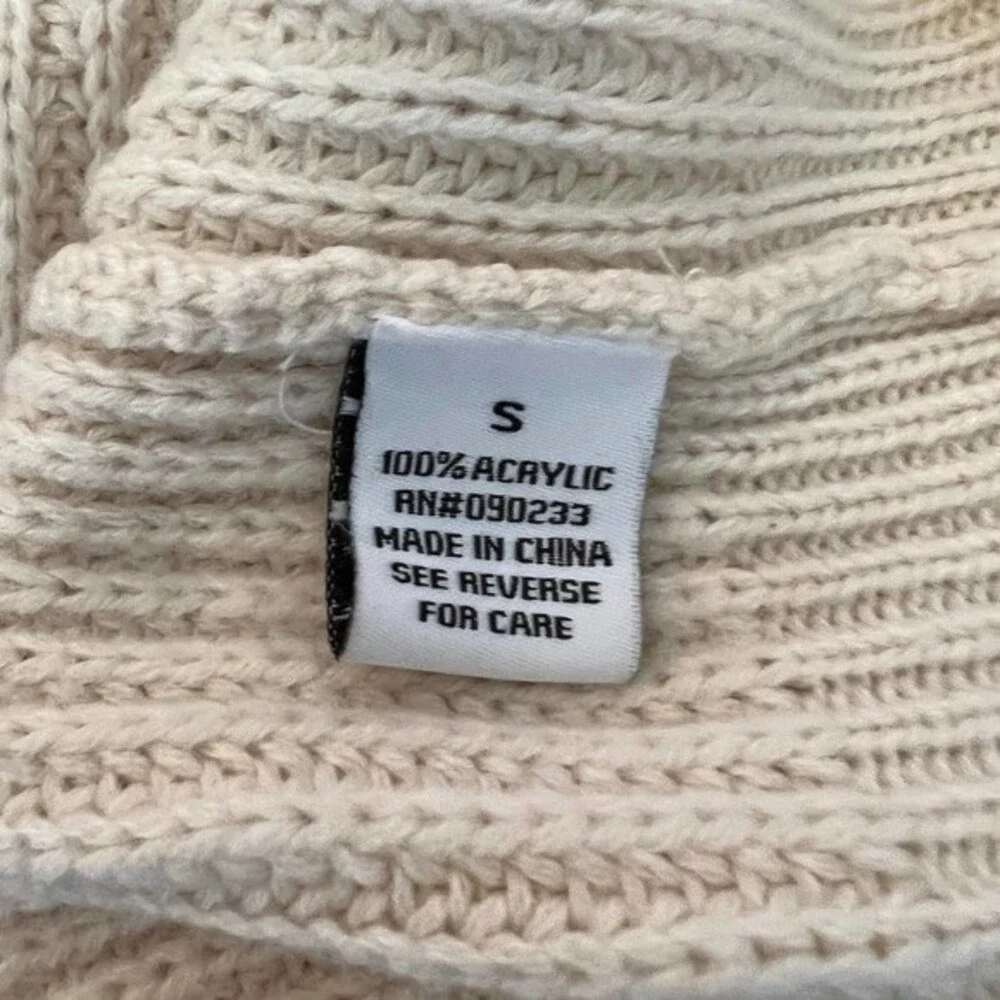 S
100% ACRYLIC
RN#090233
MADE IN CHINA
SEE REVERSE
FOR CARE